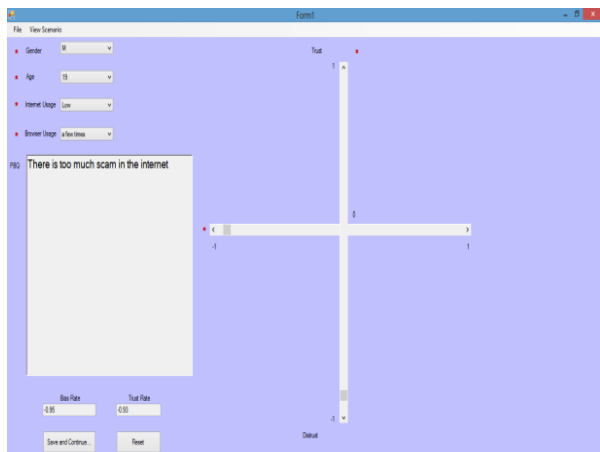 Form1
File View Scenario
* Gender M
* Age 19
* Internet Usage Low
* Browser Usage a few times
PBQ There is too much scam in the internet
Trust *
1
0
*
-1 1
-1
Distrust
Bias Rate Trust Rate
-0.95 -0.93
Save and Continue... Reset